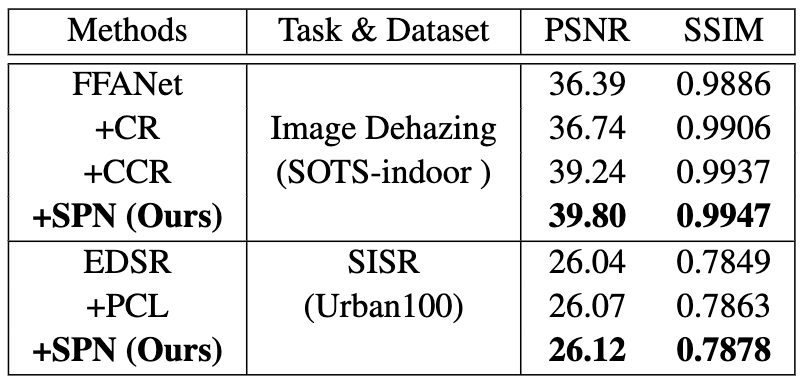 Methods Task & Dataset PSNR SSIM
FFANet 36.39 0.9886
+CR Image Dehazing 36.74 0.9906
+CCR (SOTS-indoor ) 39.24 0.9937
+SPN (Ours) 39.80 0.9947
EDSR SISR 26.04 0.7849
+PCL (Urban100) 26.07 0.7863
+SPN (Ours) 26.12 0.7878